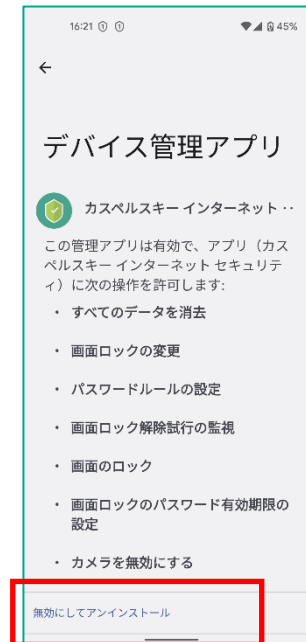 16:21 45%
デバイス管理アプリ
カスペルスキー インターネット ‥
この管理アプリは有効で、アプリ（カス
ペルスキー インターネット セキュリテ
ィ）に次の操作を許可します:
・ すべてのデータを消去
・ 画面ロックの変更
・ パスワードルールの設定
・ 画面ロック解除試行の監視
・ 画面のロック
・ 画面ロックのパスワード有効期限の
設定
・ カメラを無効にする
無効にしてアンインストール